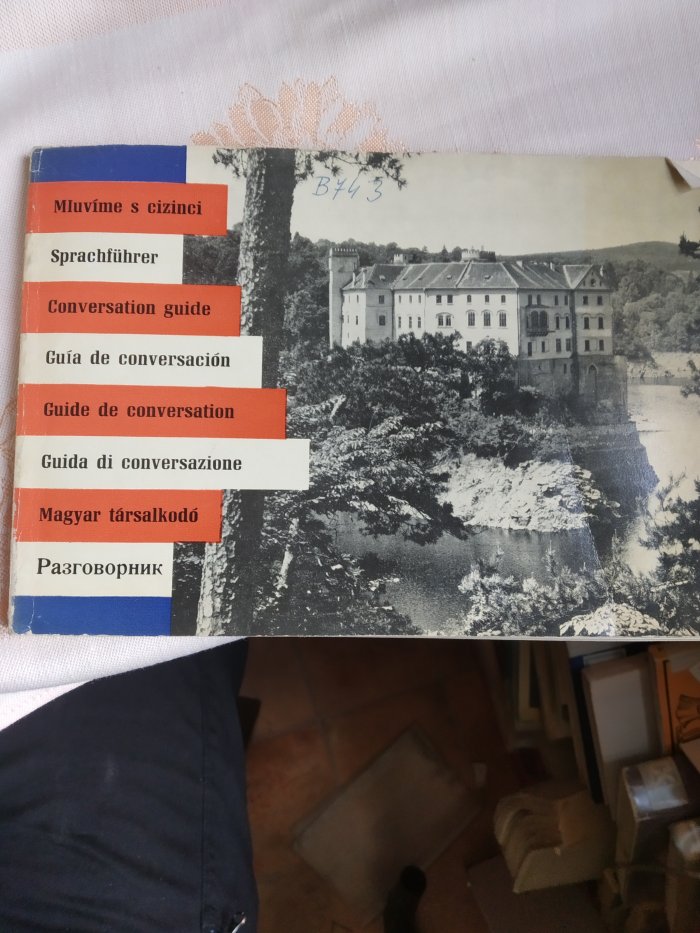 B743
Mluvíme s cizinci
Sprachführer
Conversation guide
Guía de conversación
Guide de conversation
Guida di conversazione
Magyar társalkodó
Разговорник